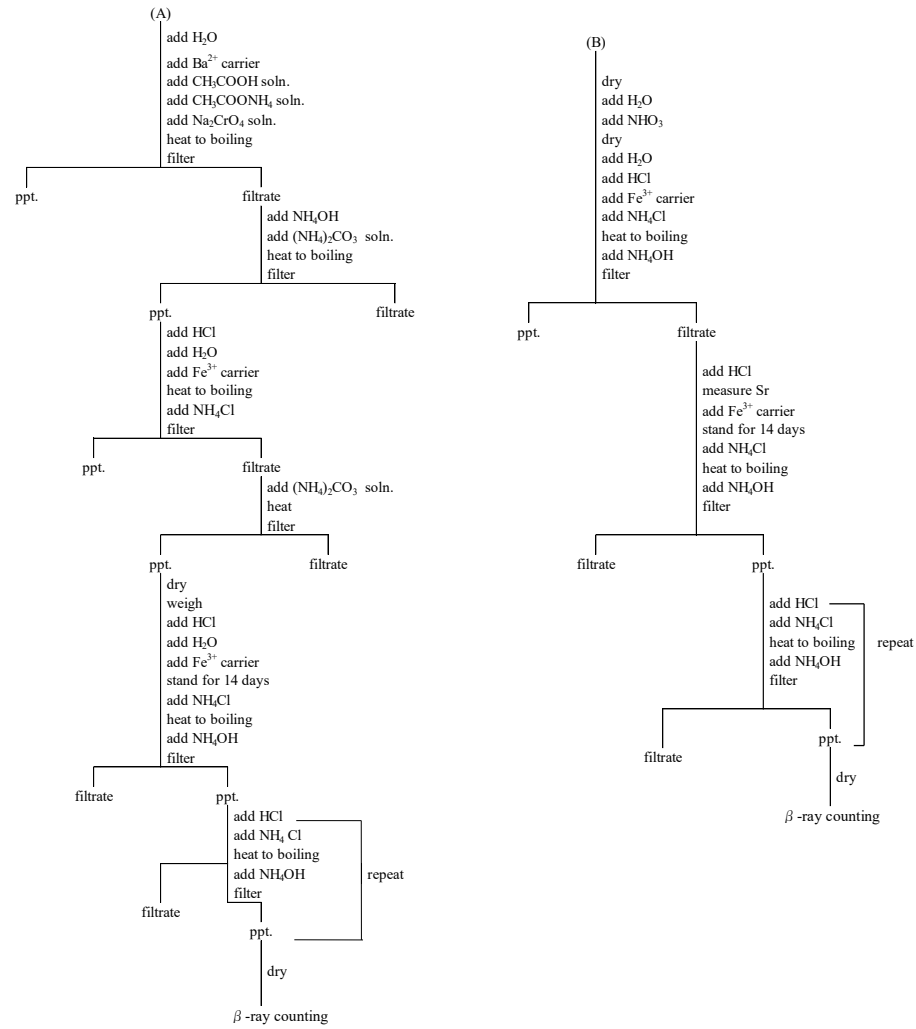 (A)
add H₂O
add Ba²⁺ carrier
add CH₃COOH soln.
add CH₃COONH₄ soln.
add Na₂CrO₄ soln.
heat to boiling
filter
ppt.
filtrate
add NH₄OH
add (NH₄)₂CO₃ soln.
heat to boiling
filter
ppt.
filtrate
add HCl
add H₂O
add Fe³⁺ carrier
heat to boiling
add NH₄Cl
filter
ppt.
filtrate
add (NH₄)₂CO₃ soln.
heat
filter
ppt.
filtrate
dry
weigh
add HCl
add H₂O
add Fe³⁺ carrier
stand for 14 days
add NH₄Cl
heat to boiling
add NH₄OH
filter
filtrate
ppt.
add HCl
add NH₄ Cl
heat to boiling
add NH₄OH
filter
repeat
filtrate
ppt.
dry
β -ray counting
(B)
dry
add H₂O
add NHO₃
dry
add H₂O
add HCl
add Fe³⁺ carrier
add NH₄Cl
heat to boiling
add NH₄OH
filter
ppt.
filtrate
add HCl
measure Sr
add Fe³⁺ carrier
stand for 14 days
add NH₄Cl
heat to boiling
add NH₄OH
filter
filtrate
ppt.
add HCl
add NH₄Cl
heat to boiling
add NH₄OH
filter
repeat
filtrate
ppt.
dry
β -ray counting